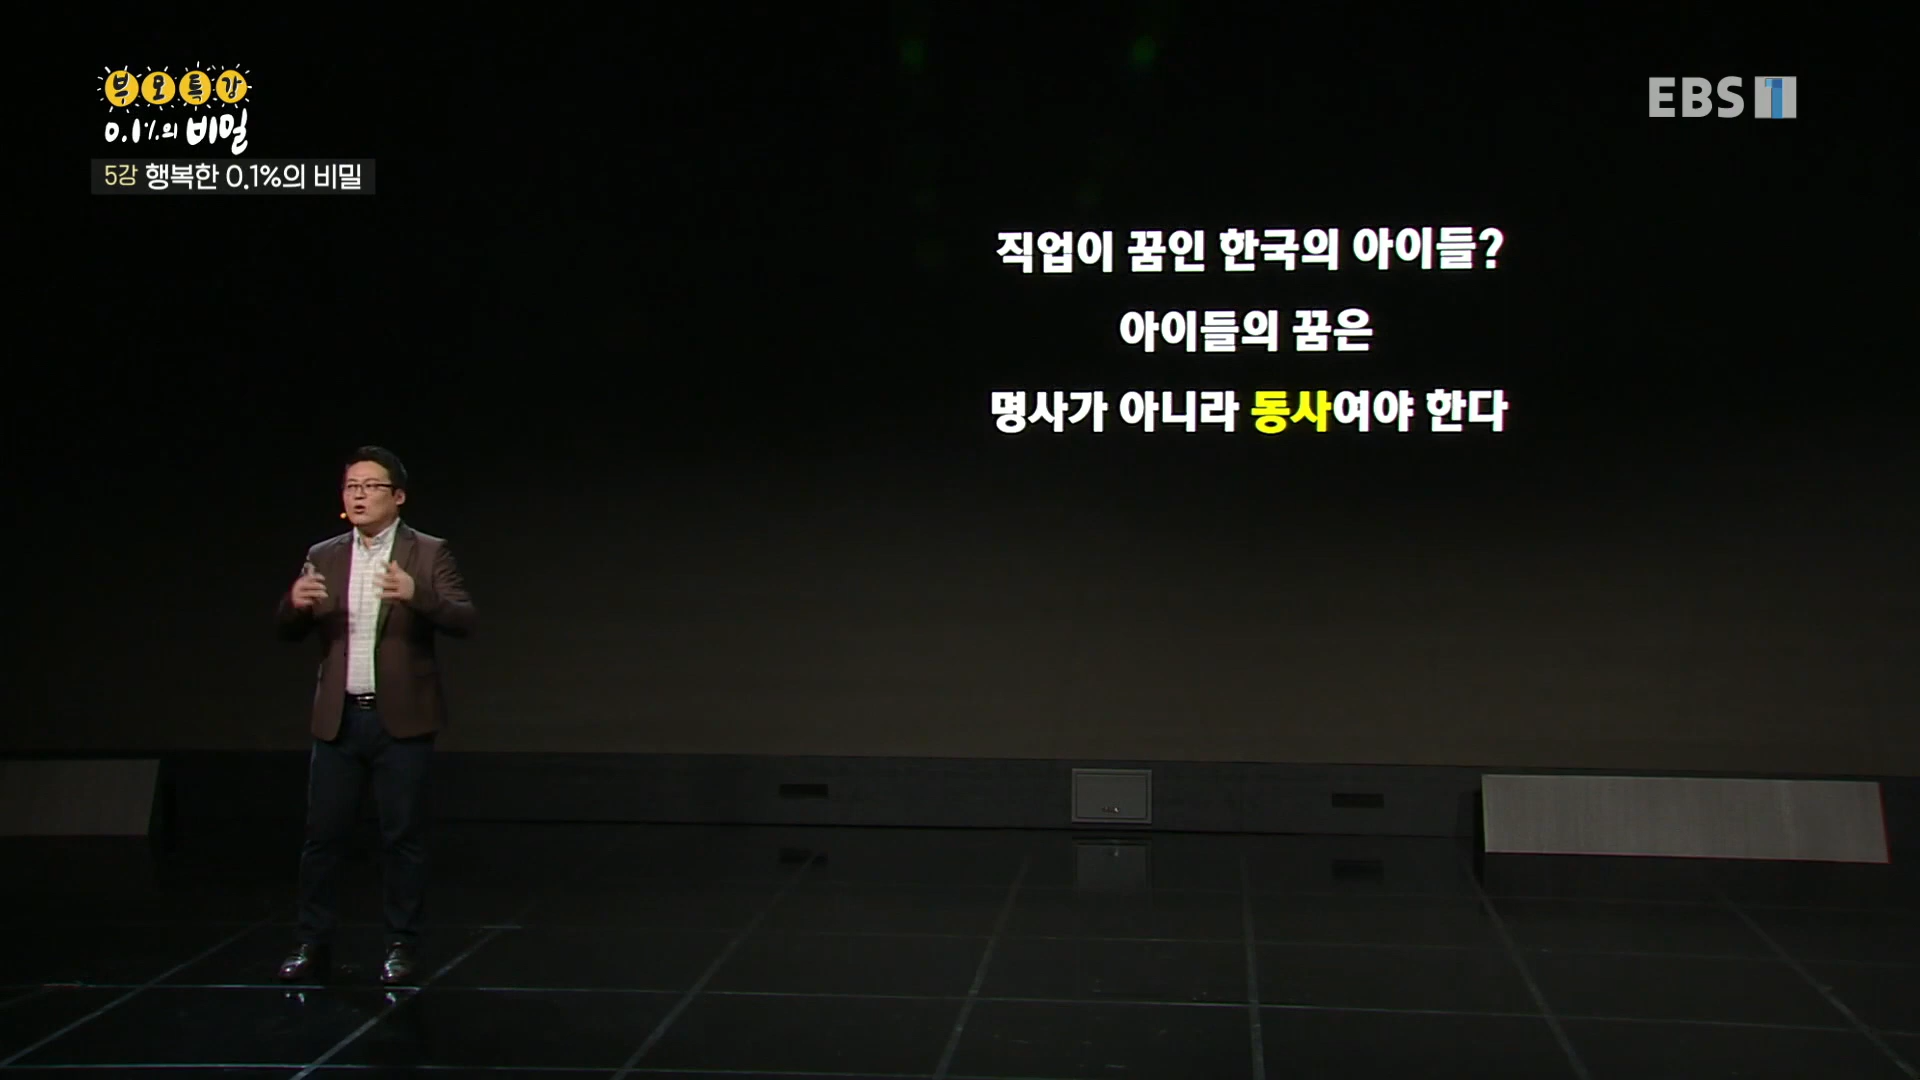 부모특강
0.1%의 비밀
5강 행복한 0.1%의 비밀
EBS 1
직업이 꿈인 한국의 아이들?
아이들의 꿈은
명사가 아니라 동사여야 한다